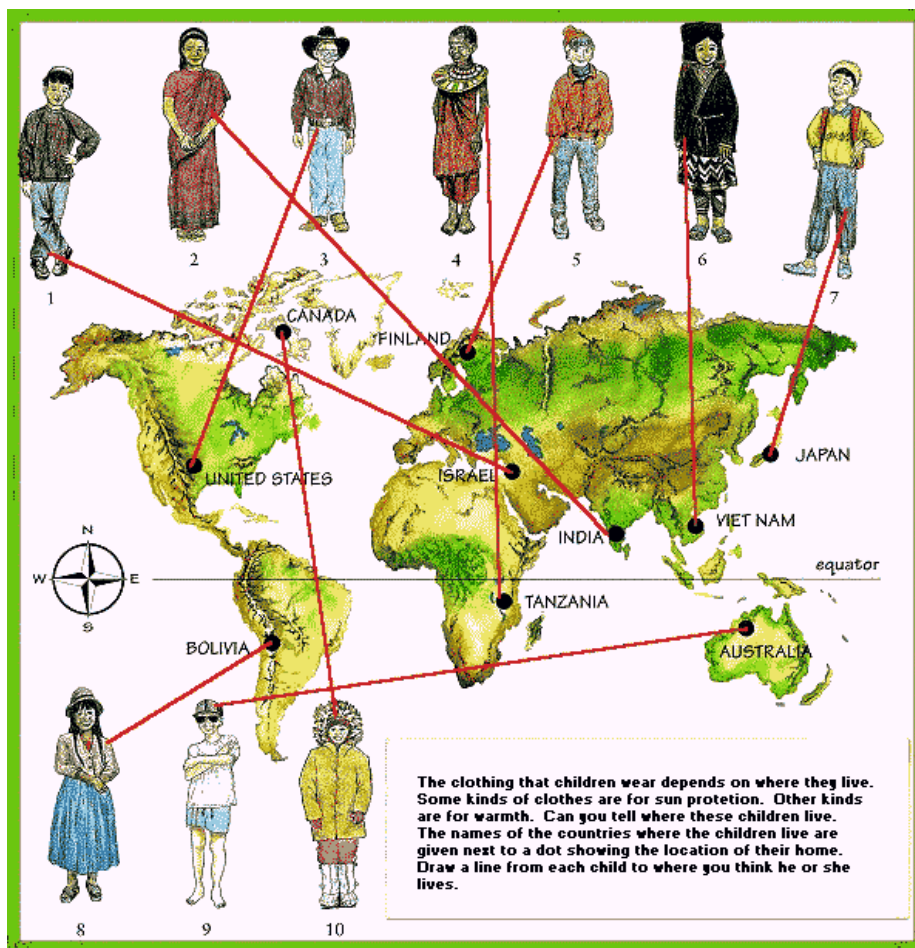 2
3
4
5
6
1
7
CANADA
FINLAND
JAPAN
ISRAEL
UNITED STATES
VIET NAM
INDIA
N
W E
S
equator
TANZANIA
BOLIVIA
AUSTRALIA
The clothing that children wear depends on where they live.
Some kinds of clothes are for sun protetion. Other kinds
are for warmth. Can you tell where these children live.
The names of the countries where the children live are
given next to a dot showing the location of their home.
Draw a line from each child to where you think he or she
lives.
8
9
10